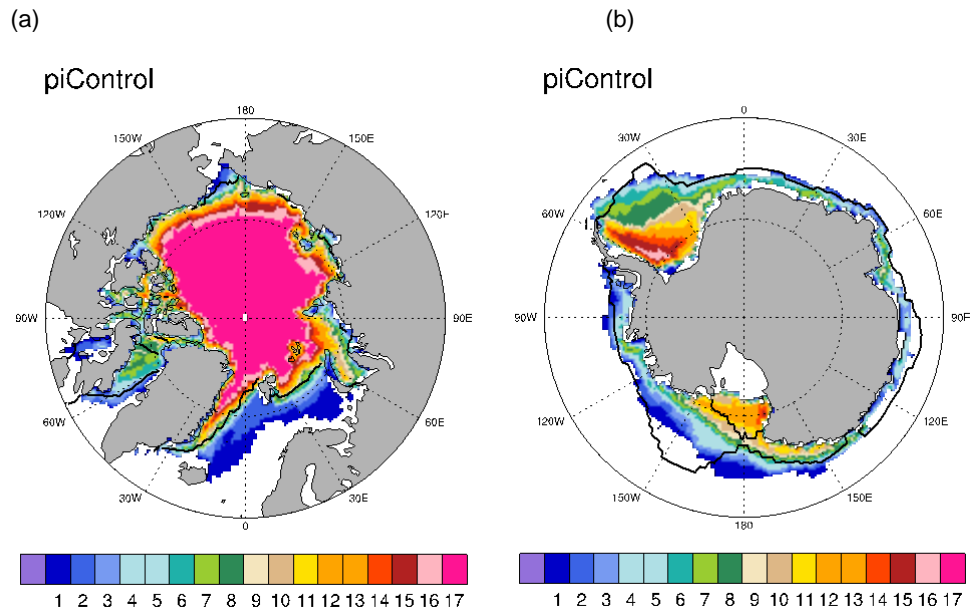 (a) (b)
piControl piControl
180 0
150W 150E 30W 30E
120W 120E 60W 60E
90W 90E 90W 90E
60W 60E 120W 120E
30W 30E 150W 150E
0 180
1 2 3 4 5 6 7 8 9 10 11 12 13 14 15 16 17 1 2 3 4 5 6 7 8 9 10 11 12 13 14 15 16 17